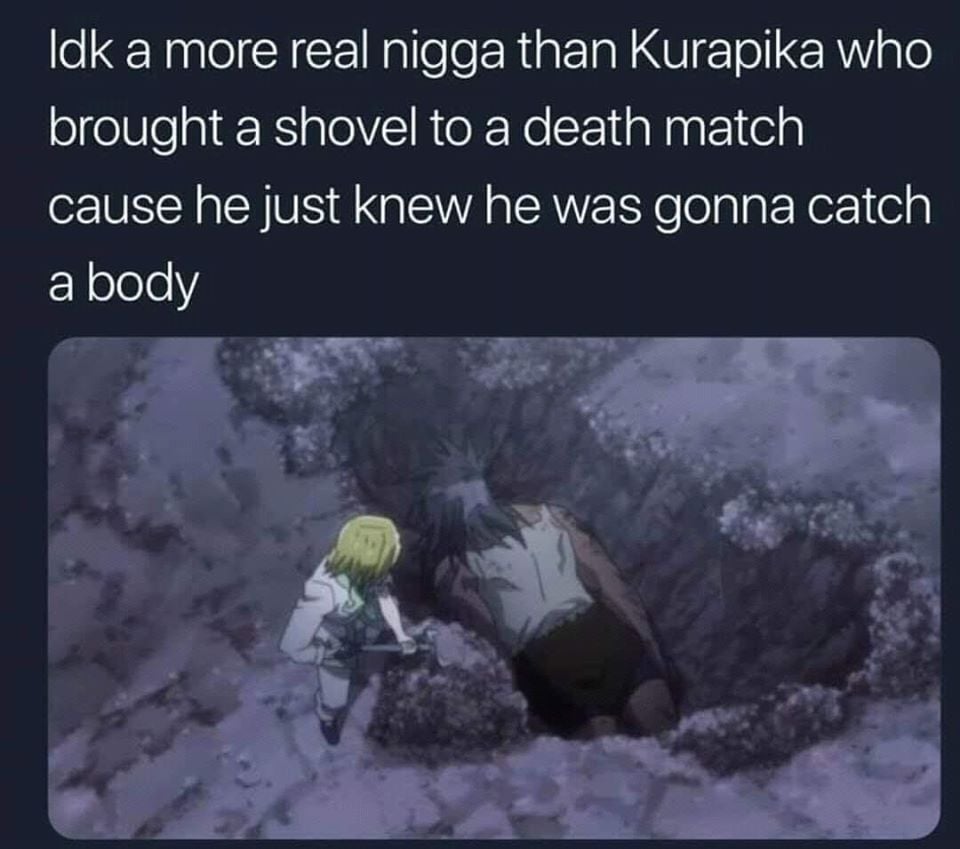 Idk a more real nigga than Kurapika who
brought a shovel to a death match
cause he just knew he was gonna catch
a body